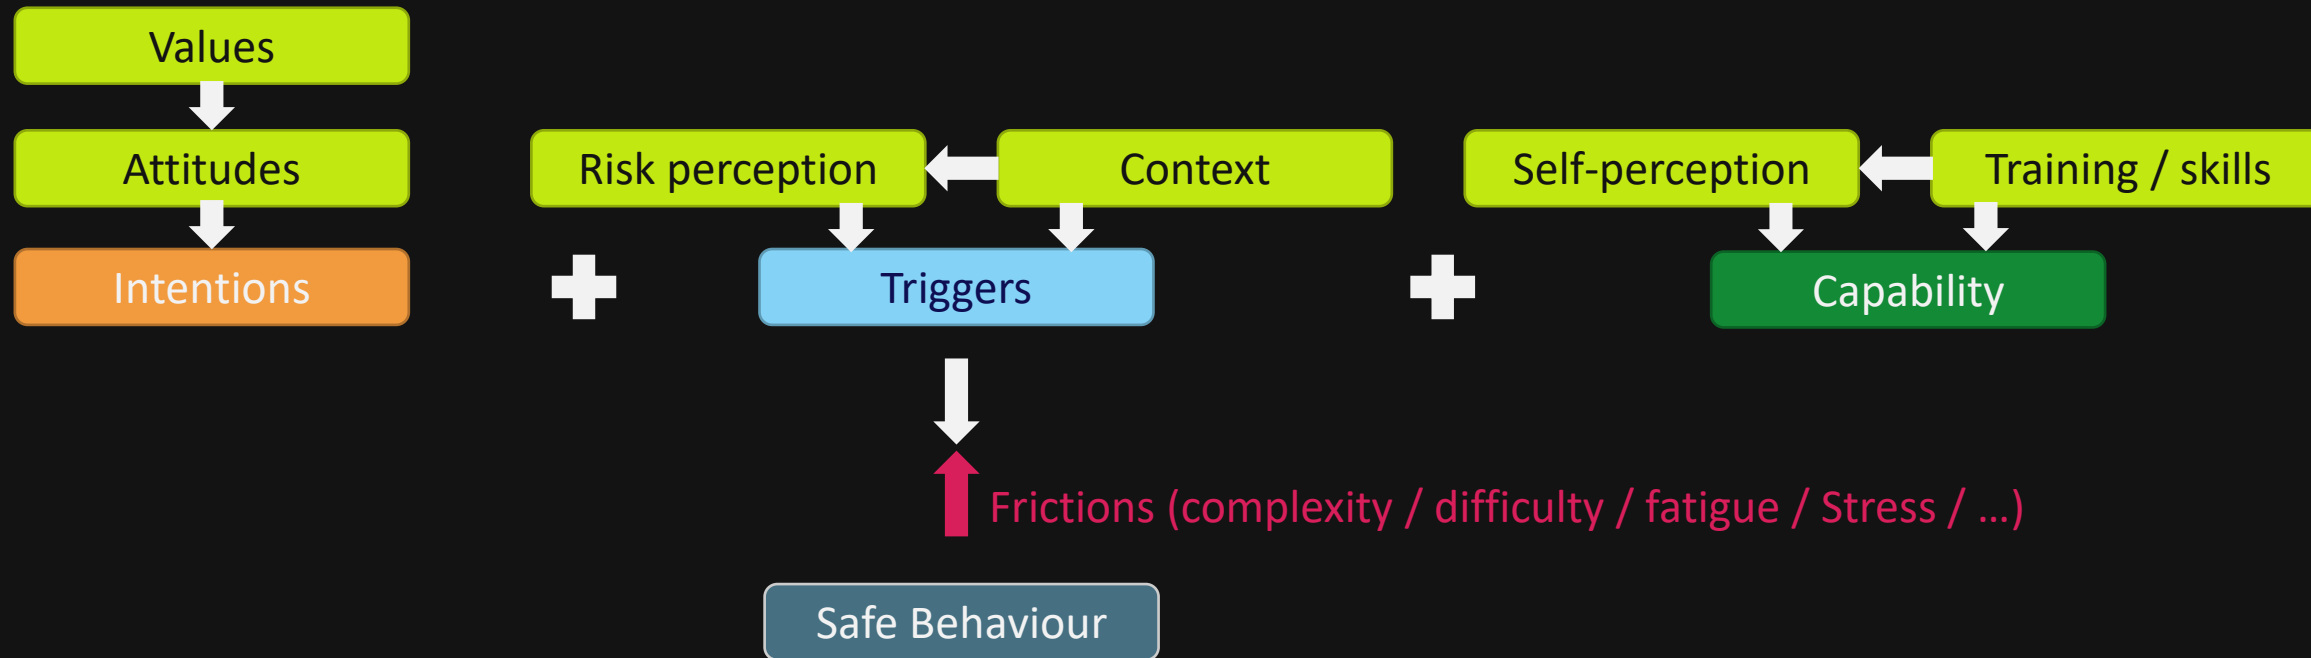 Values
Attitudes
Risk perception
Context
Self-perception
Training / skills
Intentions
Triggers
Capability
Frictions (complexity / difficulty / fatigue / Stress / ...)
Safe Behaviour